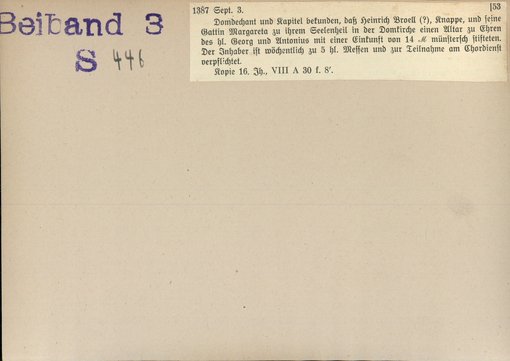 Beiband 3
S 446
1387 Sept. 3. [53
Domdechant und Kapitel bekunden, daß Heinrich Broell (?), Knappe, und seine
Gattin Margareta zu ihrem Seelenheil in der Domkirche einen Altar zu Ehren
des hl. Georg und Antonius mit einer Einkunft von 14 ℳ münstersch stifteten.
Der Inhaber ist wöchentlich zu 5 hl. Messen und zur Teilnahme am Chordienst
verpflichtet.
Kopie 16. Jh., VIII A 30 f. 8'.